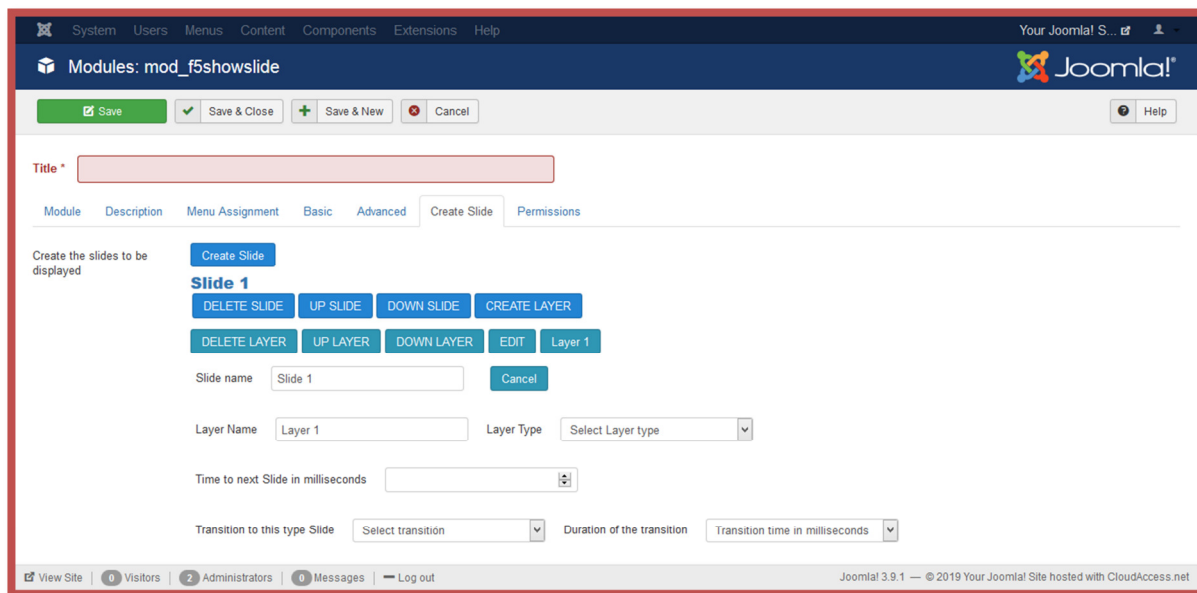 System Users Menus Content Components Extensions Help Your Joomla! S...
Modules: mod_f5showslide Joomla!®
Save Save & Close Save & New Cancel Help
Title *
Module Description Menu Assignment Basic Advanced Create Slide Permissions
Create the slides to be displayed
Create Slide
Slide 1
DELETE SLIDE UP SLIDE DOWN SLIDE CREATE LAYER
DELETE LAYER UP LAYER DOWN LAYER EDIT Layer 1
Slide name Slide 1 Cancel
Layer Name Layer 1 Layer Type Select Layer type
Time to next Slide in milliseconds
Transition to this type Slide Select transition Duration of the transition Transition time in milliseconds
View Site 0 Visitors 2 Administrators 0 Messages Log out Joomla! 3.9.1 — © 2019 Your Joomla! Site hosted with CloudAccess.net